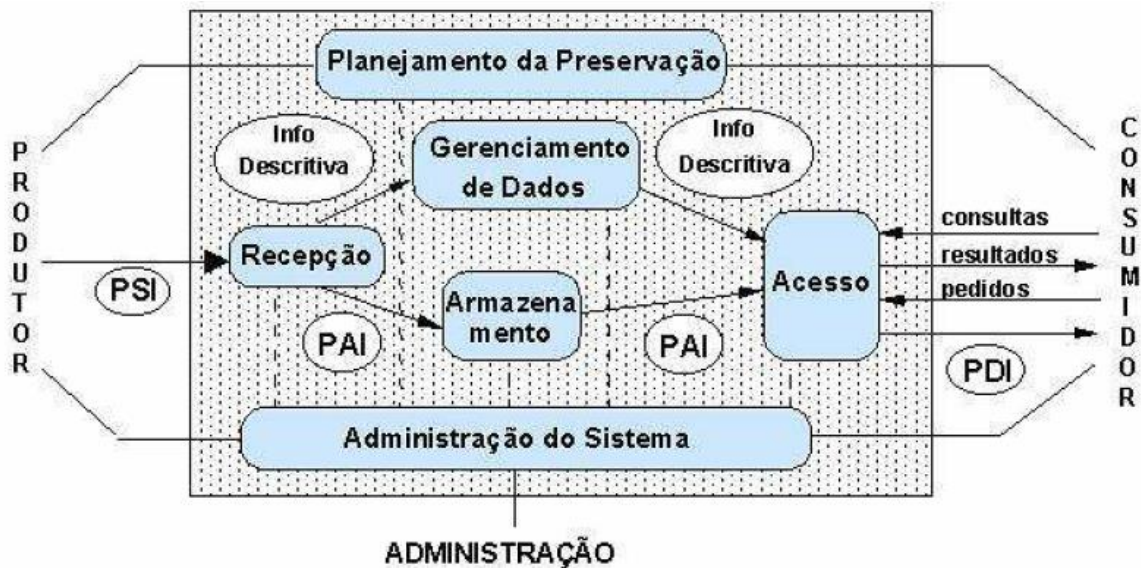 Planejamento da Preservação
Info
Descritiva
Gerenciamento
de Dados
Info
Descritiva
PRODUTOR
PSI
Recepção
PAI
Armazena
mento
PAI
Acesso
consultas
resultados
pedidos
PDI
CONSUMIDOR
Administração do Sistema
ADMINISTRAÇÃO